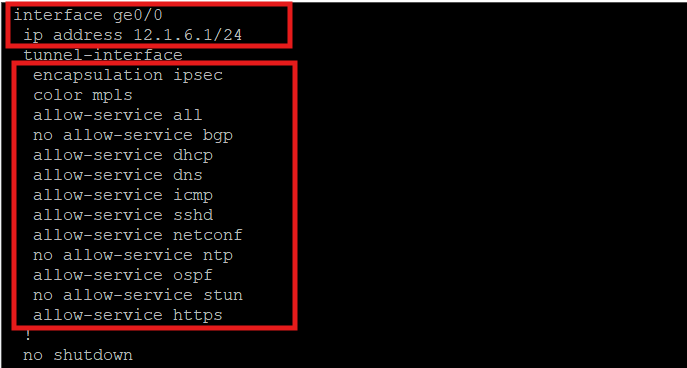 interface ge0/0
ip address 12.1.6.1/24
tunnel-interface
encapsulation ipsec
color mpls
allow-service all
no allow-service bgp
allow-service dhcp
allow-service dns
allow-service icmp
allow-service sshd
allow-service netconf
no allow-service ntp
allow-service ospf
no allow-service stun
allow-service https
!
no shutdown